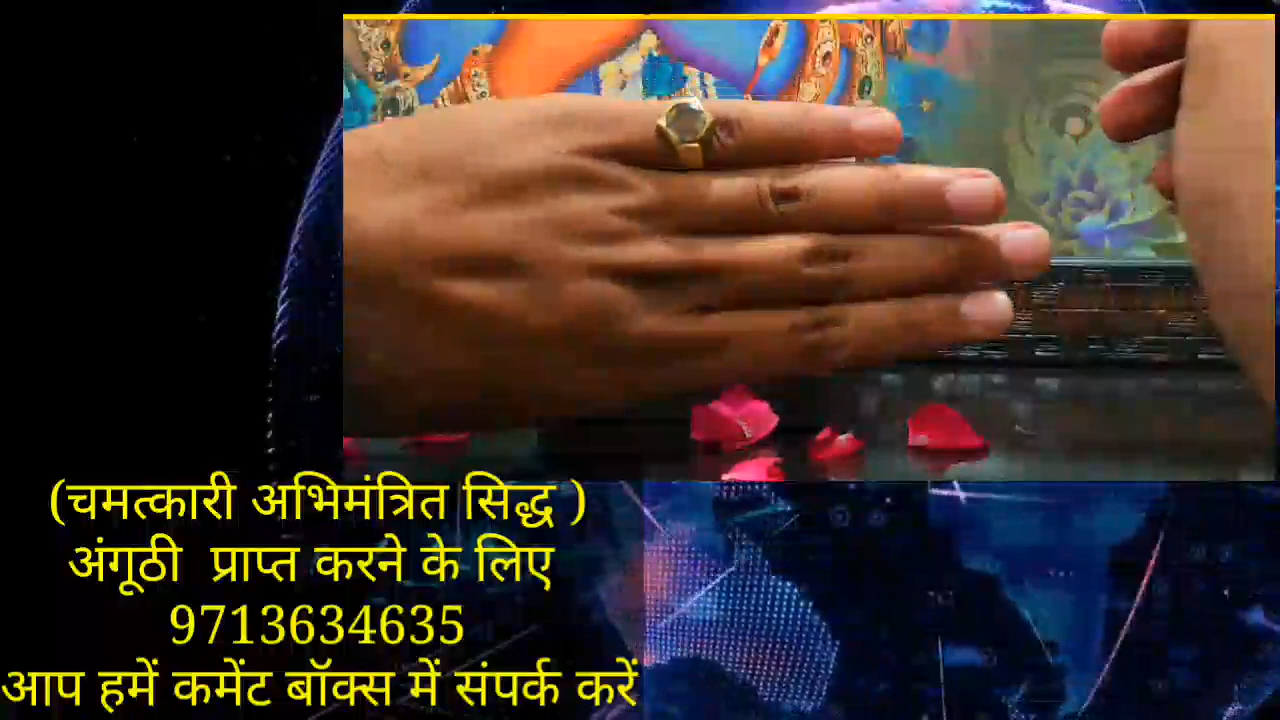 (चमत्कारी अभिमंत्रित सिद्ध )
अंगूठी  प्राप्त करने के लिए
9713634635
आप हमें कमेंट बॉक्स में संपर्क करें